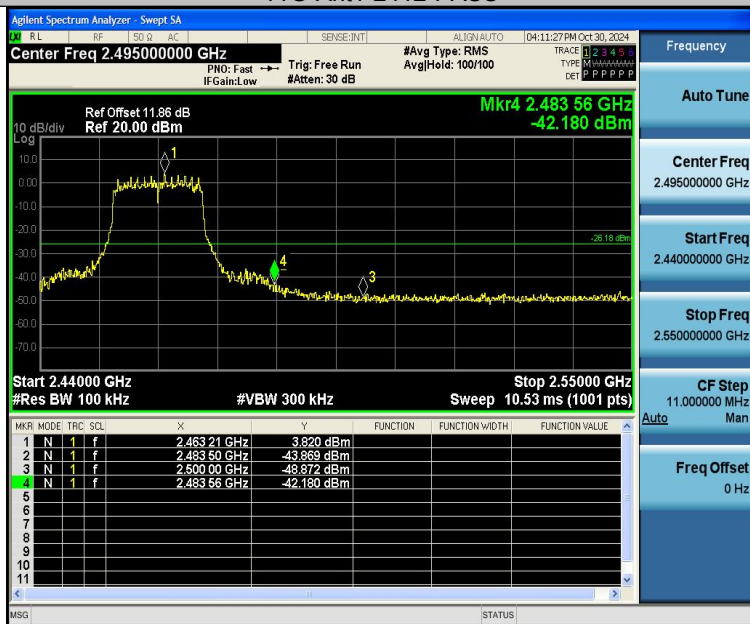 Agilent Spectrum Analyzer - Swept SA
LXI RL RF 50 Ω AC SENSE:INT ALIGN AUTO 04:11:27 PM Oct 30, 2024
Center Freq 2.495000000 GHz #Avg Type: RMS TRACE 1 2 3 4 5 6
PNO: Fast Trig: Free Run Avg|Hold: 100/100 TYPE M
IFGain:Low #Atten: 30 dB DET P P P P P P
Ref Offset 11.86 dB Mkr4 2.483 56 GHz
10 dB/div Ref 20.00 dBm -42.180 dBm
Log
10.0
0.00
-10.0
-20.0
-30.0
-40.0
-50.0
-60.0
-70.0
1
-26.18 dBm
4
3
Start 2.44000 GHz Stop 2.55000 GHz
#Res BW 100 kHz #VBW 300 kHz Sweep 10.53 ms (1001 pts)
MKR MODE TRC SCL X Y FUNCTION FUNCTION WIDTH FUNCTION VALUE
1 N 1 f 2.463 21 GHz 3.820 dBm
2 N 1 f 2.483 50 GHz -43.869 dBm
3 N 1 f 2.500 00 GHz -48.872 dBm
4 N 1 f 2.483 56 GHz -42.180 dBm
5
6
7
8
9
10
11
MSG STATUS
Frequency
Auto Tune
Center Freq
2.495000000 GHz
Start Freq
2.440000000 GHz
Stop Freq
2.550000000 GHz
CF Step
11.000000 MHz
Auto Man
Freq Offset
0 Hz